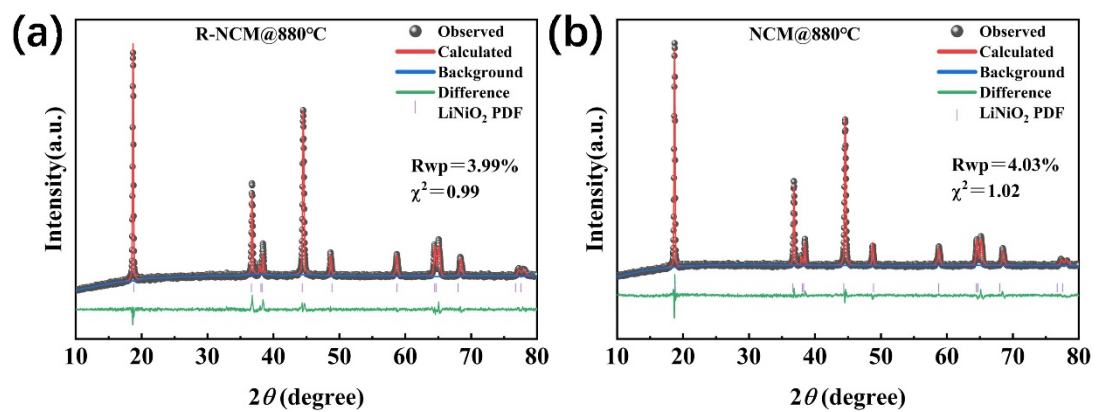 (a)
R-NCM@880℃
Observed
Calculated
Background
Difference
LiNiO₂ PDF
Rwp=3.99%
χ²=0.99
Intensity(a.u.)
10 20 30 40 50 60 70 80
2θ (degree)
(b)
NCM@880℃
Observed
Calculated
Background
Difference
LiNiO₂ PDF
Rwp=4.03%
χ²=1.02
Intensity(a.u.)
10 20 30 40 50 60 70 80
2θ (degree)